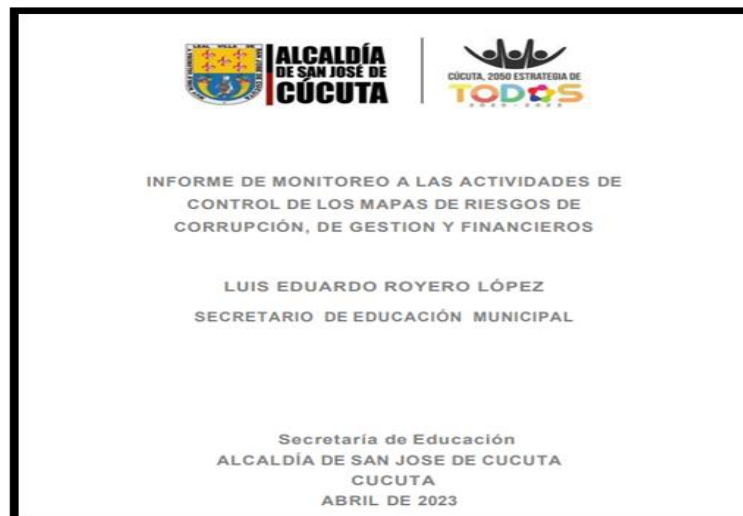 ALCALDÍA
DE SAN JOSÉ DE
CÚCUTA
CÚCUTA, 2050 ESTRATEGIA DE
TODOS
2020 - 2023
INFORME DE MONITOREO A LAS ACTIVIDADES DE
CONTROL DE LOS MAPAS DE RIESGOS DE
CORRUPCIÓN, DE GESTION Y FINANCIEROS
LUIS EDUARDO ROYERO LÓPEZ
SECRETARIO DE EDUCACIÓN MUNICIPAL
Secretaría de Educación
ALCALDÍA DE SAN JOSE DE CUCUTA
CUCUTA
ABRIL DE 2023